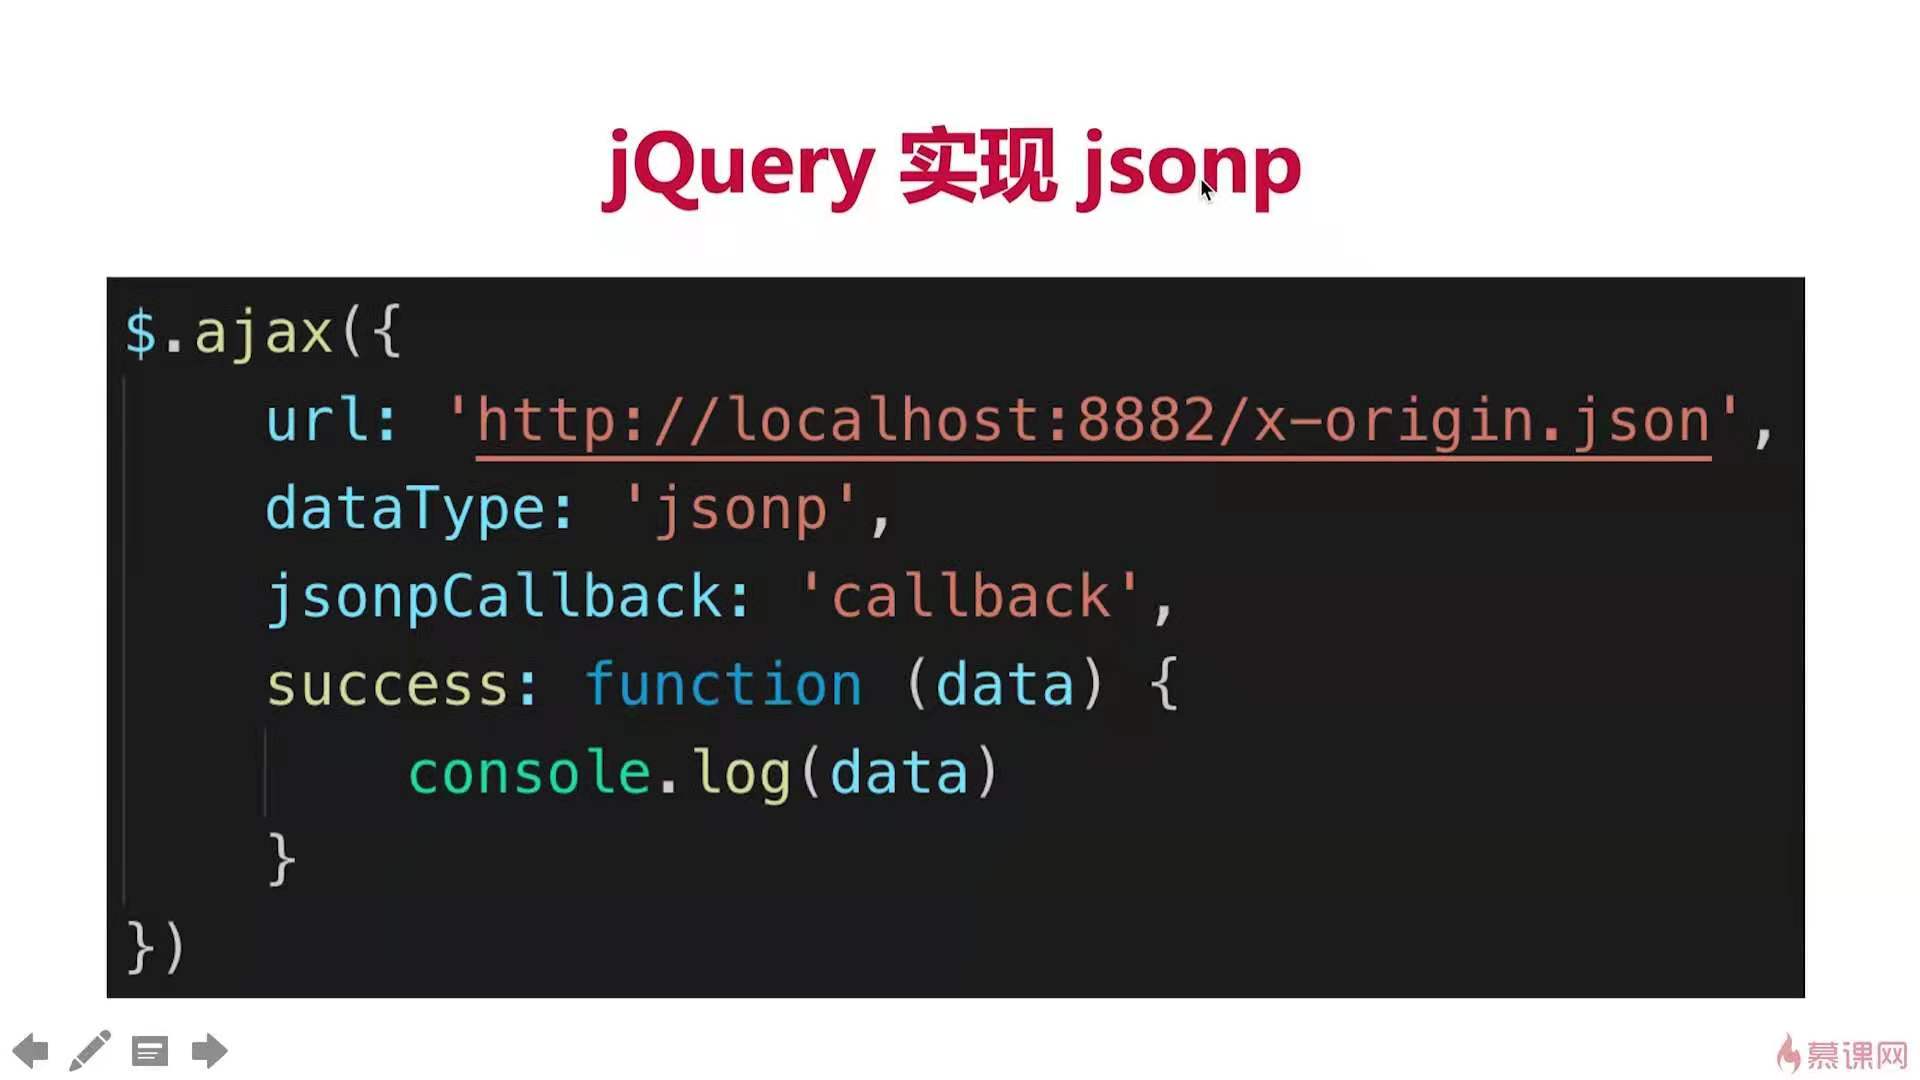 jQuery 实现 jsonp
$.ajax({
    url: 'http://localhost:8882/x-origin.json',
    dataType: 'jsonp',
    jsonpCallback: 'callback',
    success: function (data) {
        console.log(data)
    }
})
慕课网